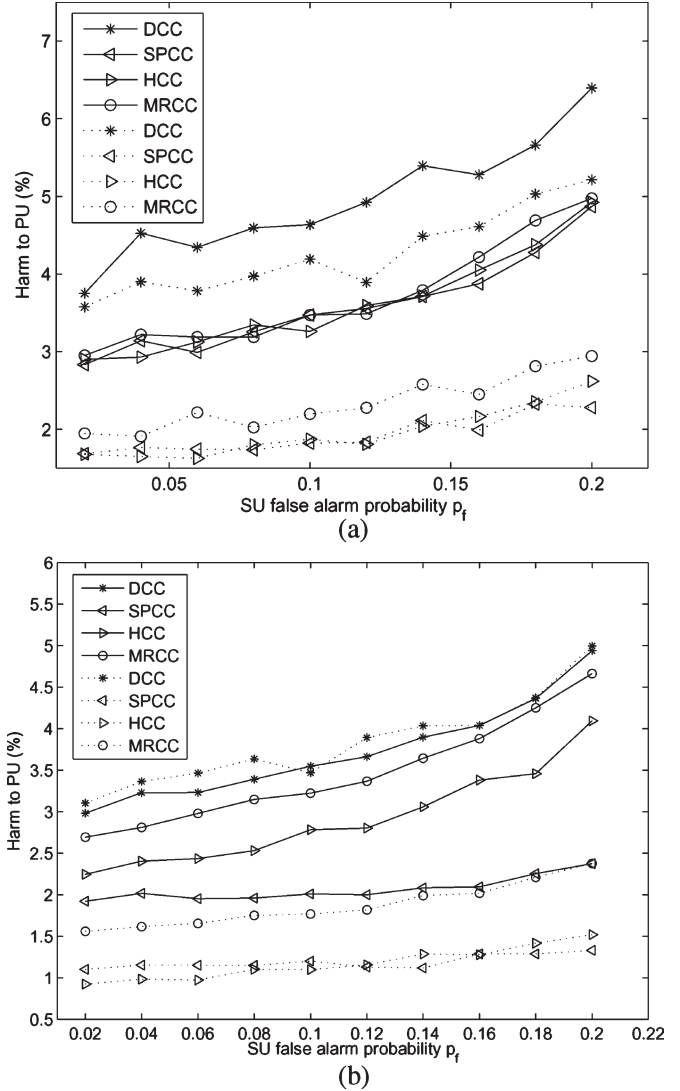 DCC
SPCC
HCC
MRCC
DCC
SPCC
HCC
MRCC
7
6
5
4
3
2
Harm to PU (%)
0.05 0.1 0.15 0.2
SU false alarm probability pf
(a)
6
5.5
5
4.5
4
3.5
3
2.5
2
1.5
1
0.5
Harm to PU (%)
DCC
SPCC
HCC
MRCC
DCC
SPCC
HCC
MRCC
0.02 0.04 0.06 0.08 0.1 0.12 0.14 0.16 0.18 0.2 0.22
SU false alarm probability pf
(b)